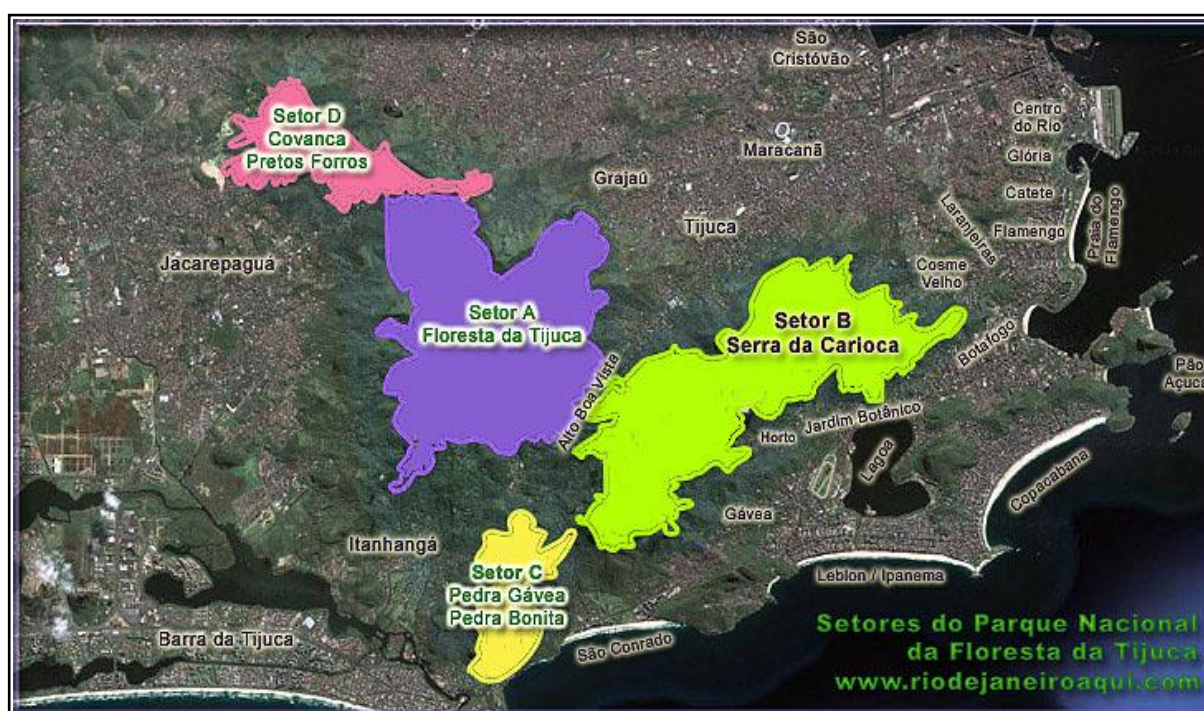 São
Cristóvão
Setor D
Covanca
Pretos Forros
Centro
do Rio
Maracanã
Glória
Grajaú
Catete
Laranjeiras
Flamengo
Praia do
Flamengo
Tijuca
Jacarepaguá
Cosme
Velho
Setor A
Floresta da Tijuca
Setor B
Serra da Carioca
Botafogo
Alto Boa Vista
Pão
Açuca
Jardim Botânico
Horto
Lagoa
Copacabana
Gávea
Itanhangá
Setor C
Pedra Gávea
Pedra Bonita
Leblon / Ipanema
Barra da Tijuca
São Conrado
Setores do Parque Nacional
da Floresta da Tijuca
www.riodejaneiroaqui.com